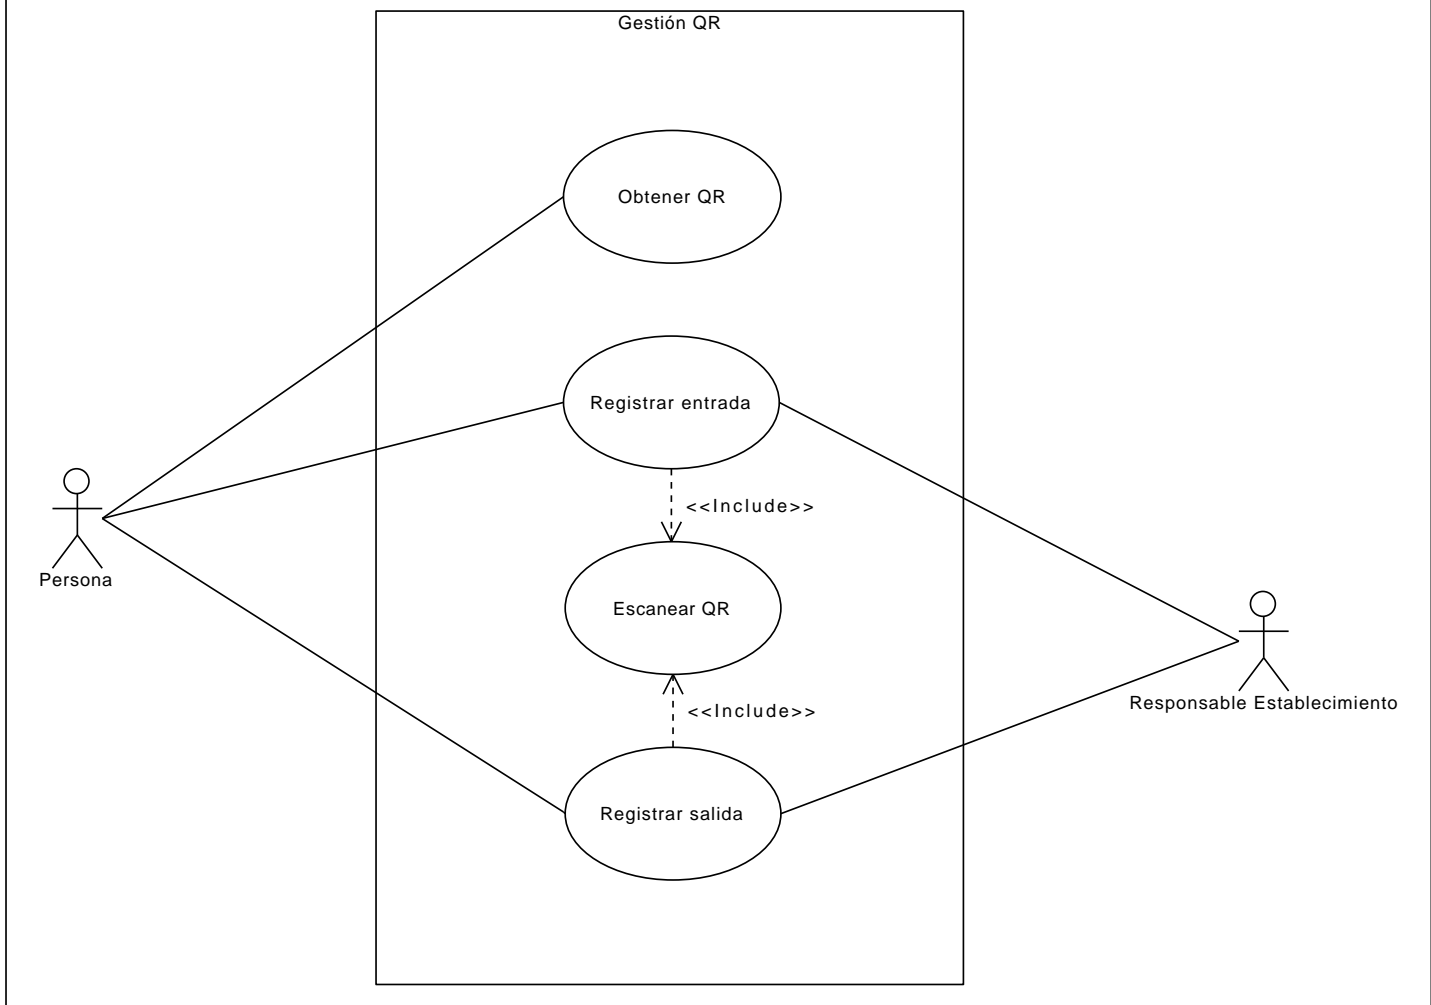 Gestión QR
Obtener QR
Registrar entrada
<<Include>>
Persona
Escanear QR
Responsable Establecimiento
<<Include>>
Registrar salida